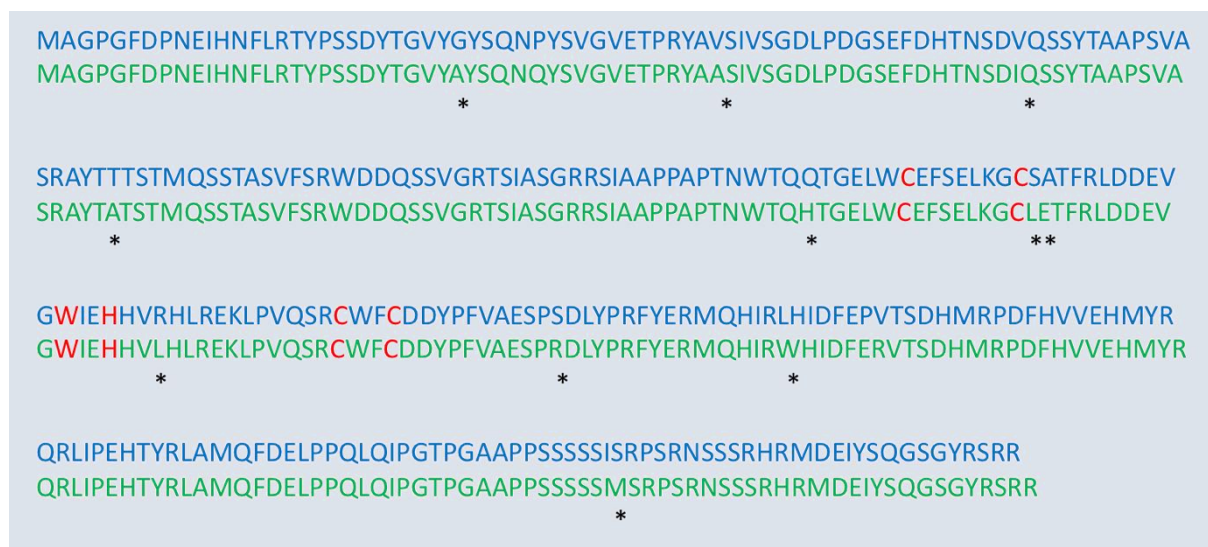 MAGPGFDPNEIHNFLRTYPSSDYTGVYGYSQNPYSVGVETPRYAVSIVSGDLPDGSEFDHTNSDVQSSYTAAPSVA
MAGPGFDPNEIHNFLRTYPSSDYTGVYAYSQNQYSVGVETPRYAASIVSGDLPDGSEFDHTNSDIQSSYTAAPSVA
* * *
SRAYTTTSTMQSSTASVFSRWDDQSSVGRTSIASGRRSIAAPPAPTNWTQQTGELWCEFSELKGCSATFRLDDEV
SRAYTATSTMQSSTASVFSRWDDQSSVGRTSIASGRRSIAAPPAPTNWTQHTGELWCEFSELKGCLETFRLDDEV
* * **
GWIEHHVRHLREKLPVQSRCWFCDDYPFVAESPSDLYPRFYERMQHIRLHIDFEPVTSDHMRPDFHVVEHMYR
GWIEHHVLHLREKLPVQSRCWFCDDYPFVAESPRDLYPRFYERMQHIRWHIDFERVTSDHMRPDFHVVEHMYR
* * *
QRLIPEHTYRLAMQFDELPPQLQIPGTPGAAPPSSSSSISRPSRNSSSRHRMDEIYSQGSGYRSRR
QRLIPEHTYRLAMQFDELPPQLQIPGTPGAAPPSSSSSMSRPSRNSSSRHRMDEIYSQGSGYRSRR
*